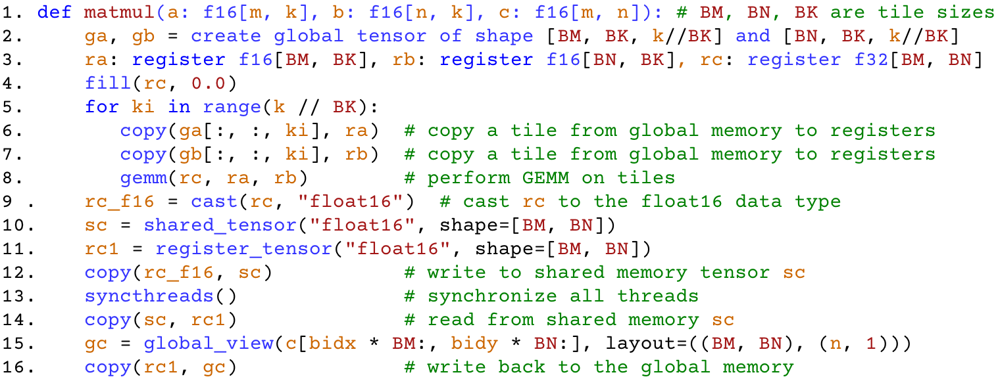 1. def matmul(a: f16[m, k], b: f16[n, k], c: f16[m, n]): # BM, BN, BK are tile sizes
2.     ga, gb = create global tensor of shape [BM, BK, k//BK] and [BN, BK, k//BK]
3.     ra: register f16[BM, BK], rb: register f16[BN, BK], rc: register f32[BM, BN]
4.     fill(rc, 0.0)
5.     for ki in range(k // BK):
6.        copy(ga[:, :, ki], ra)  # copy a tile from global memory to registers
7.        copy(gb[:, :, ki], rb)  # copy a tile from global memory to registers
8.        gemm(rc, ra, rb)        # perform GEMM on tiles
9 .    rc_f16 = cast(rc, "float16")  # cast rc to the float16 data type
10.    sc = shared_tensor("float16", shape=[BM, BN])
11.    rc1 = register_tensor("float16", shape=[BM, BN])
12.    copy(rc_f16, sc)           # write to shared memory tensor sc
13.    syncthreads()              # synchronize all threads
14.    copy(sc, rc1)              # read from shared memory sc
15.    gc = global_view(c[bidx * BM:, bidy * BN:], layout=((BM, BN), (n, 1)))
16.    copy(rc1, gc)              # write back to the global memory